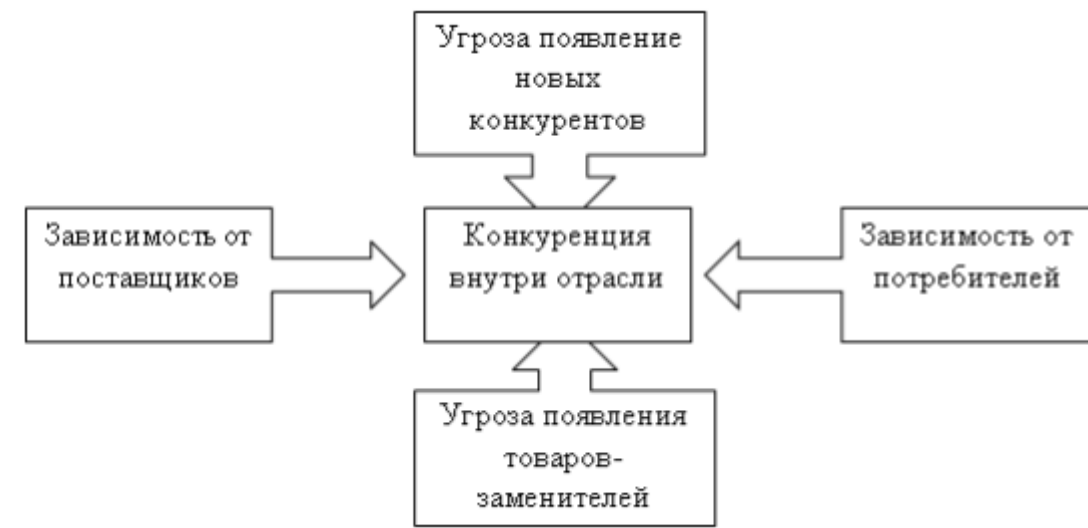 Угроза появление
новых
конкурентов
Зависимость от
поставщиков
Конкуренция
внутри отрасли
Зависимость от
потребителей
Угроза появления
товаров-
заменителей